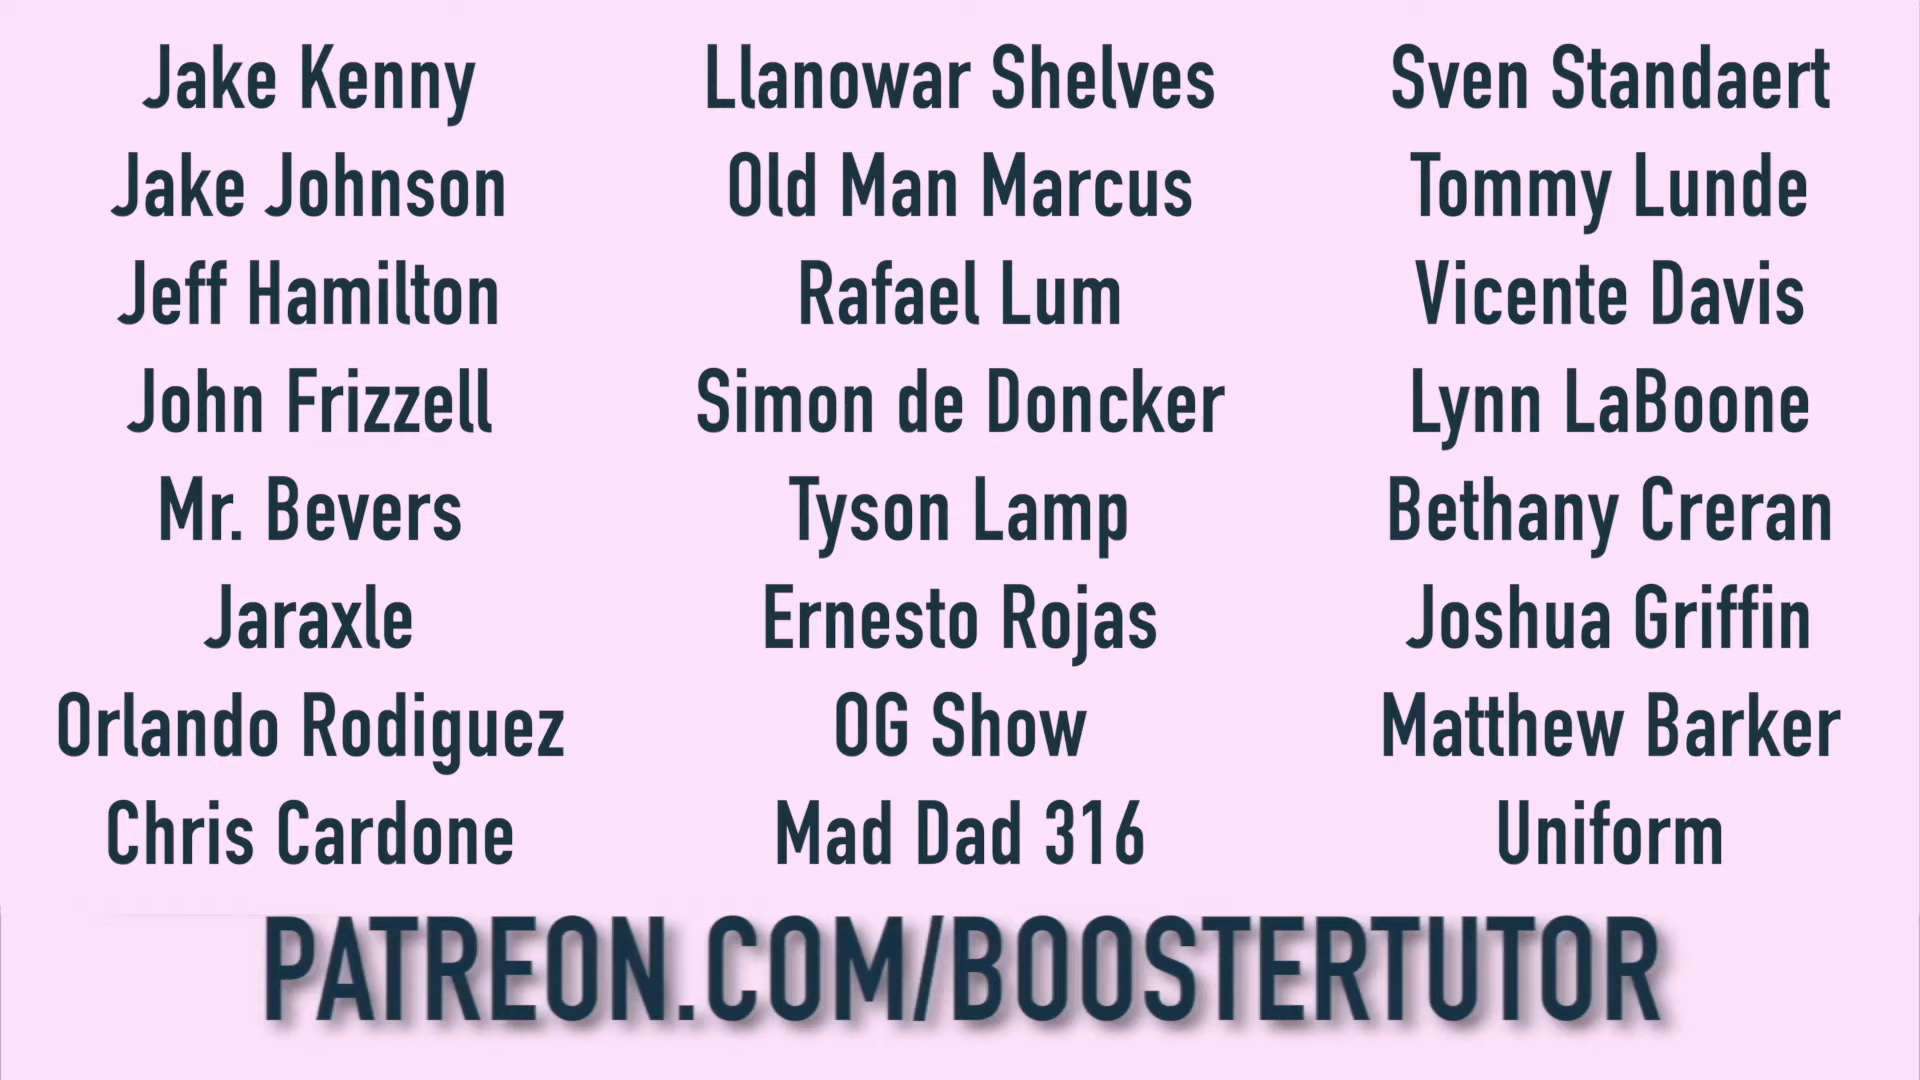 Jake Kenny
Jake Johnson
Jeff Hamilton
John Frizzell
Mr. Bevers
Jaraxle
Orlando Rodiguez
Chris Cardone
Llanowar Shelves
Old Man Marcus
Rafael Lum
Simon de Doncker
Tyson Lamp
Ernesto Rojas
OG Show
Mad Dad 316
Sven Standaert
Tommy Lunde
Vicente Davis
Lynn LaBoone
Bethany Creran
Joshua Griffin
Matthew Barker
Uniform
PATREON.COM/BOOSTERTUTOR